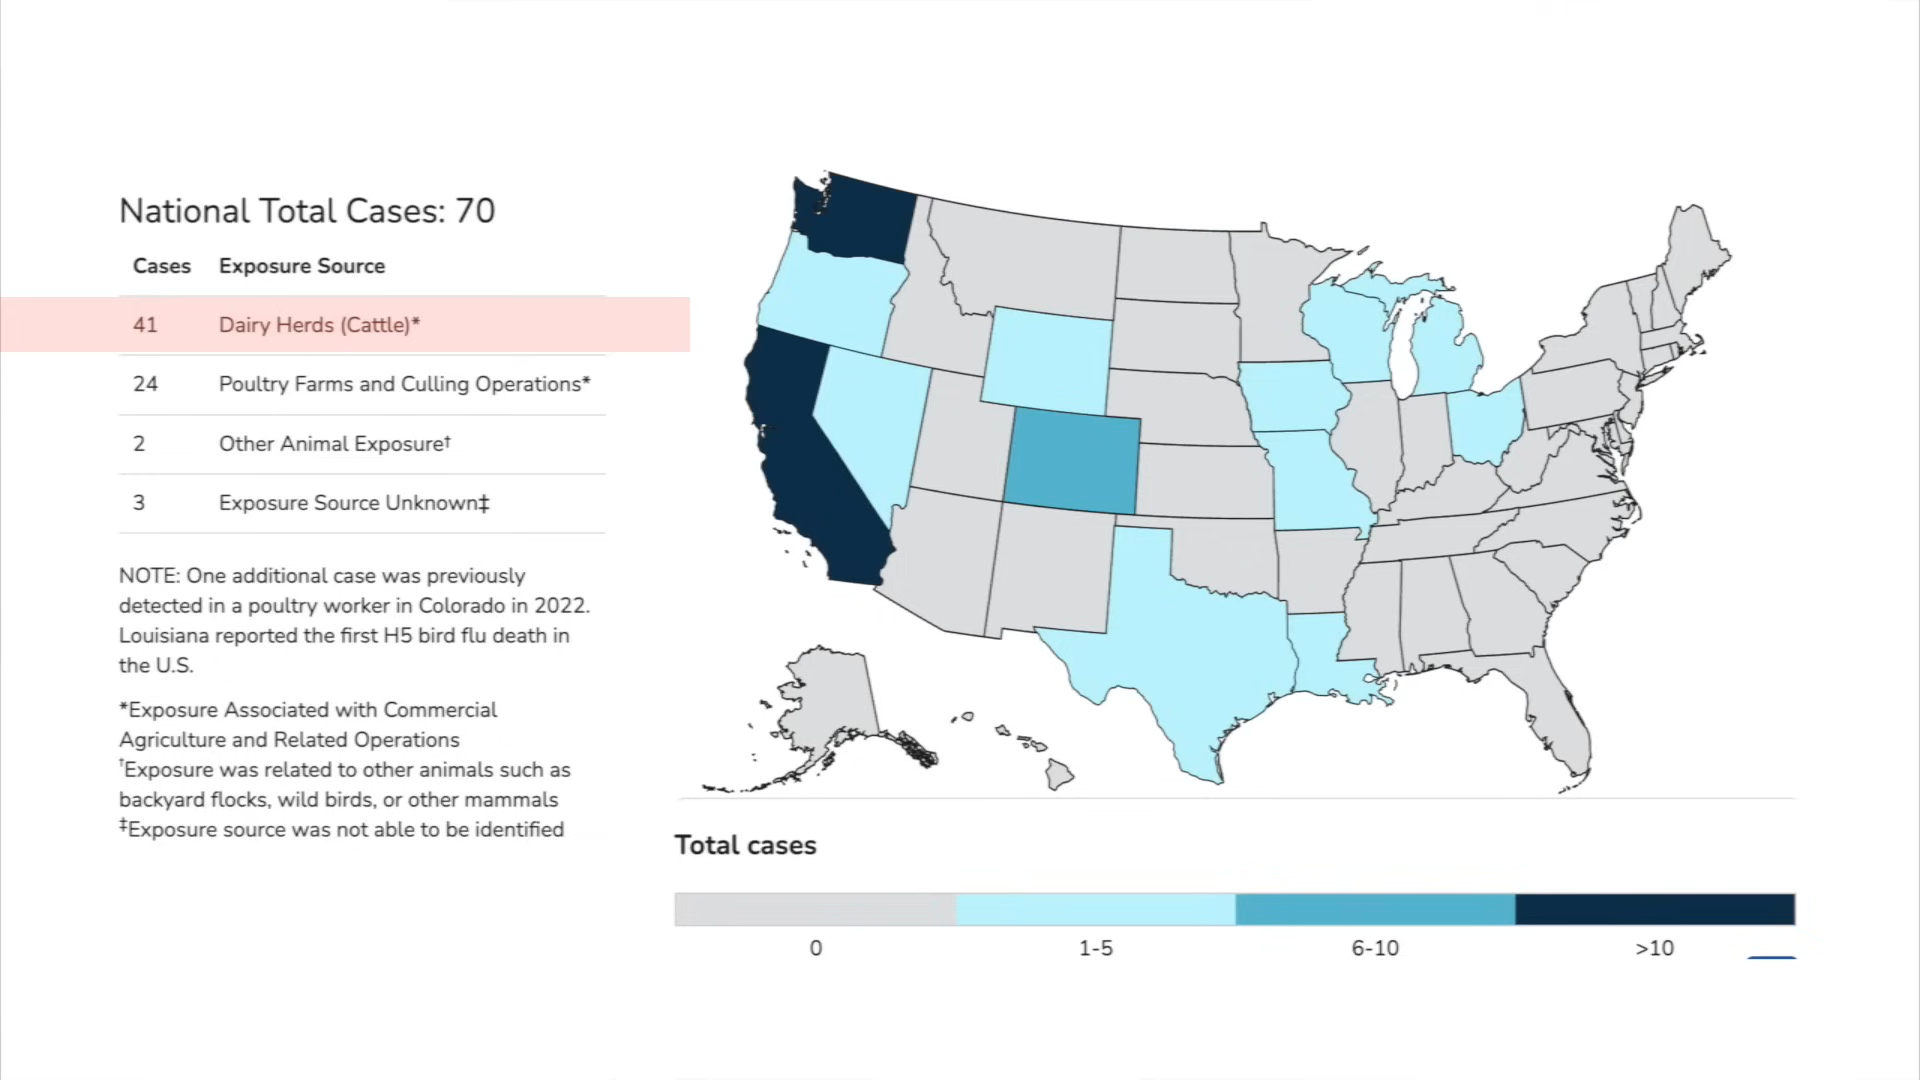 National Total Cases: 70
Cases Exposure Source
41 Dairy Herds (Cattle)*
24 Poultry Farms and Culling Operations*
2 Other Animal Exposure†
3 Exposure Source Unknown‡
NOTE: One additional case was previously
detected in a poultry worker in Colorado in 2022.
Louisiana reported the first H5 bird flu death in
the U.S.
*Exposure Associated with Commercial
Agriculture and Related Operations
†Exposure was related to other animals such as
backyard flocks, wild birds, or other mammals
‡Exposure source was not able to be identified
Total cases
0 1-5 6-10 >10